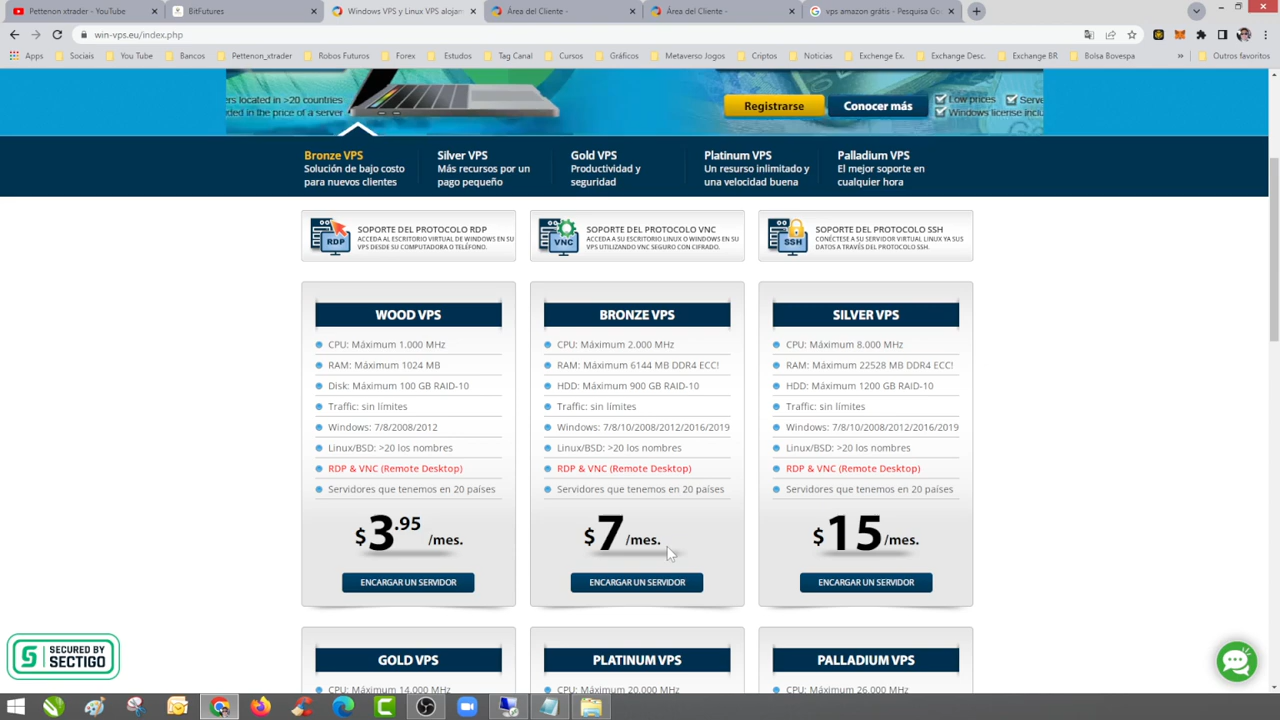 Pettenon xtrader - YouTube
BitFutures
Windows VPS y Linux VPS alojam
Área del Cliente -
Área del Cliente -
vps amazon grátis - Pesquisa Go
win-vps.eu/index.php
Apps
Sociais
You Tube
Bancos
Pettenon_xtrader
Robos Futuros
Forex
Estudos
Tag Canal
Cursos
Gráficos
Metaverso Jogos
Criptos
Noticias
Exchenge Ex.
Exchange Desc.
Exchange BR
Bolsa Bovespa
Outros favoritos
rs located in >20 countries
ded in the price of a server
Registrarse
Conocer más
Low prices
Serve
Windows license inclu
Bronze VPS
Solución de bajo costo
para nuevos clientes
Silver VPS
Más recursos por un
pago pequeño
Gold VPS
Productividad y
seguridad
Platinum VPS
Un resurso inlimitado y
una velocidad buena
Palladium VPS
El mejor soporte en
cualquier hora
RDP
SOPORTE DEL PROTOCOLO RDP
ACCEDA AL ESCRITORIO VIRTUAL DE WINDOWS EN SU
VPS DESDE SU COMPUTADORA O TELÉFONO.
VNC
SOPORTE DEL PROTOCOLO VNC
ACCEDA A SU ESCRITORIO LINUX O WINDOWS EN SU
VPS UTILIZANDO VNC SEGURO CON CIFRADO.
SSH
SOPORTE DEL PROTOCOLO SSH
CONÉCTESE A SU SERVIDOR VIRTUAL LINUX YA SUS
DATOS A TRAVÉS DEL PROTOCOLO SSH.
WOOD VPS
CPU: Máximum 1.000 MHz
RAM: Máximum 1024 MB
Disk: Máximum 100 GB RAID-10
Traffic: sin límites
Windows: 7/8/2008/2012
Linux/BSD: >20 los nombres
RDP & VNC (Remote Desktop)
Servidores que tenemos en 20 países
$3.95 /mes.
ENCARGAR UN SERVIDOR
BRONZE VPS
CPU: Máximum 2.000 MHz
RAM: Máximum 6144 MB DDR4 ECC!
HDD: Máximum 900 GB RAID-10
Traffic: sin límites
Windows: 7/8/10/2008/2012/2016/2019
Linux/BSD: >20 los nombres
RDP & VNC (Remote Desktop)
Servidores que tenemos en 20 países
$7 /mes.
ENCARGAR UN SERVIDOR
SILVER VPS
CPU: Máximum 8.000 MHz
RAM: Máximum 22528 MB DDR4 ECC!
HDD: Máximum 1200 GB RAID-10
Traffic: sin límites
Windows: 7/8/10/2008/2012/2016/2019
Linux/BSD: >20 los nombres
RDP & VNC (Remote Desktop)
Servidores que tenemos en 20 países
$15 /mes.
ENCARGAR UN SERVIDOR
SECURED BY
SECTIGO
GOLD VPS
CPU: Máximum 14.000 MHz
PLATINUM VPS
CPU: Máximum 20.000 MHz
PALLADIUM VPS
CPU: Máximum 26.000 MHz